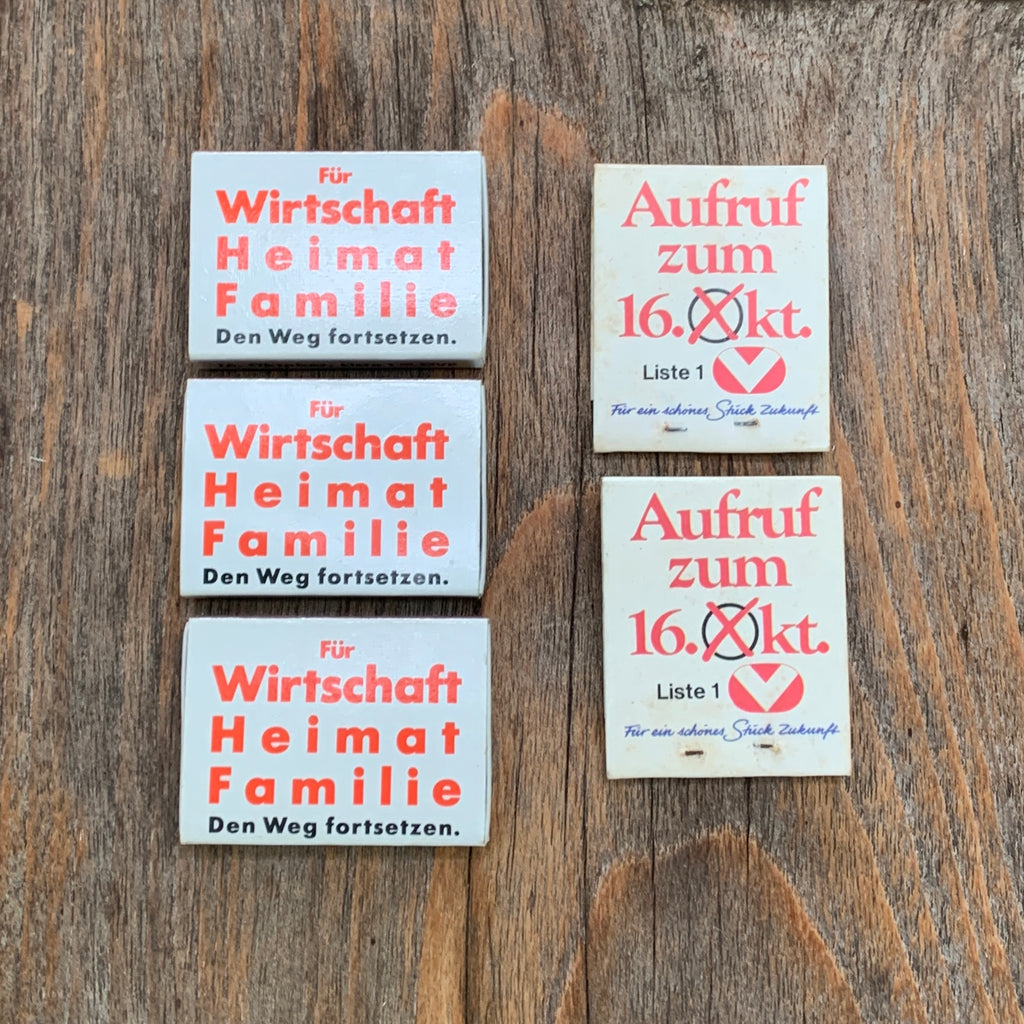 Für
Wirtschaft
Heimat
Familie
Den Weg fortsetzen.
Für
Wirtschaft
Heimat
Familie
Den Weg fortsetzen.
Für
Wirtschaft
Heimat
Familie
Den Weg fortsetzen.
Aufruf
zum
16. Okt.
Liste 1
Für ein schönes Stück Zukunft
Aufruf
zum
16. Okt.
Liste 1
Für ein schönes Stück Zukunft